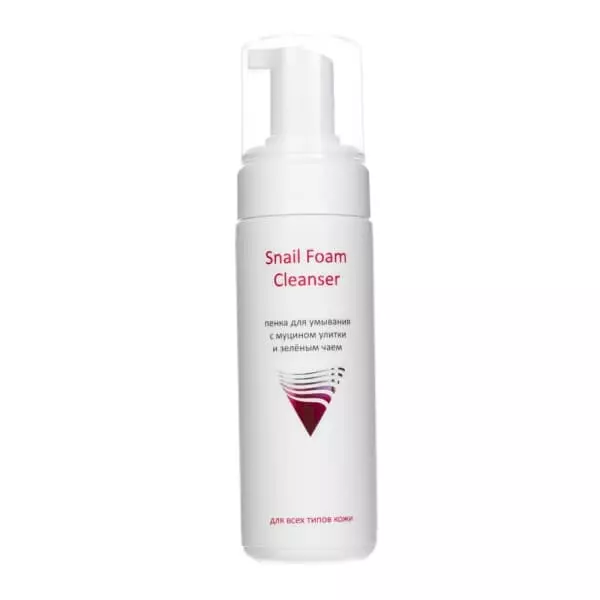 Snail Foam
Cleanser
пенка для умывания
с муцином улитки
и зелёным чаем
для всех типов кожи